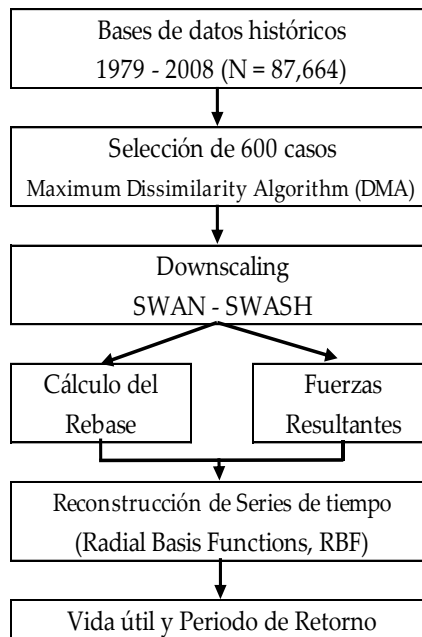 Bases de datos históricos
1979 - 2008 (N = 87,664)
Selección de 600 casos
Maximum Dissimilarity Algorithm (DMA)
Downscaling
SWAN - SWASH
Cálculo del
Rebase
Fuerzas
Resultantes
Reconstrucción de Series de tiempo
(Radial Basis Functions, RBF)
Vida útil y Periodo de Retorno